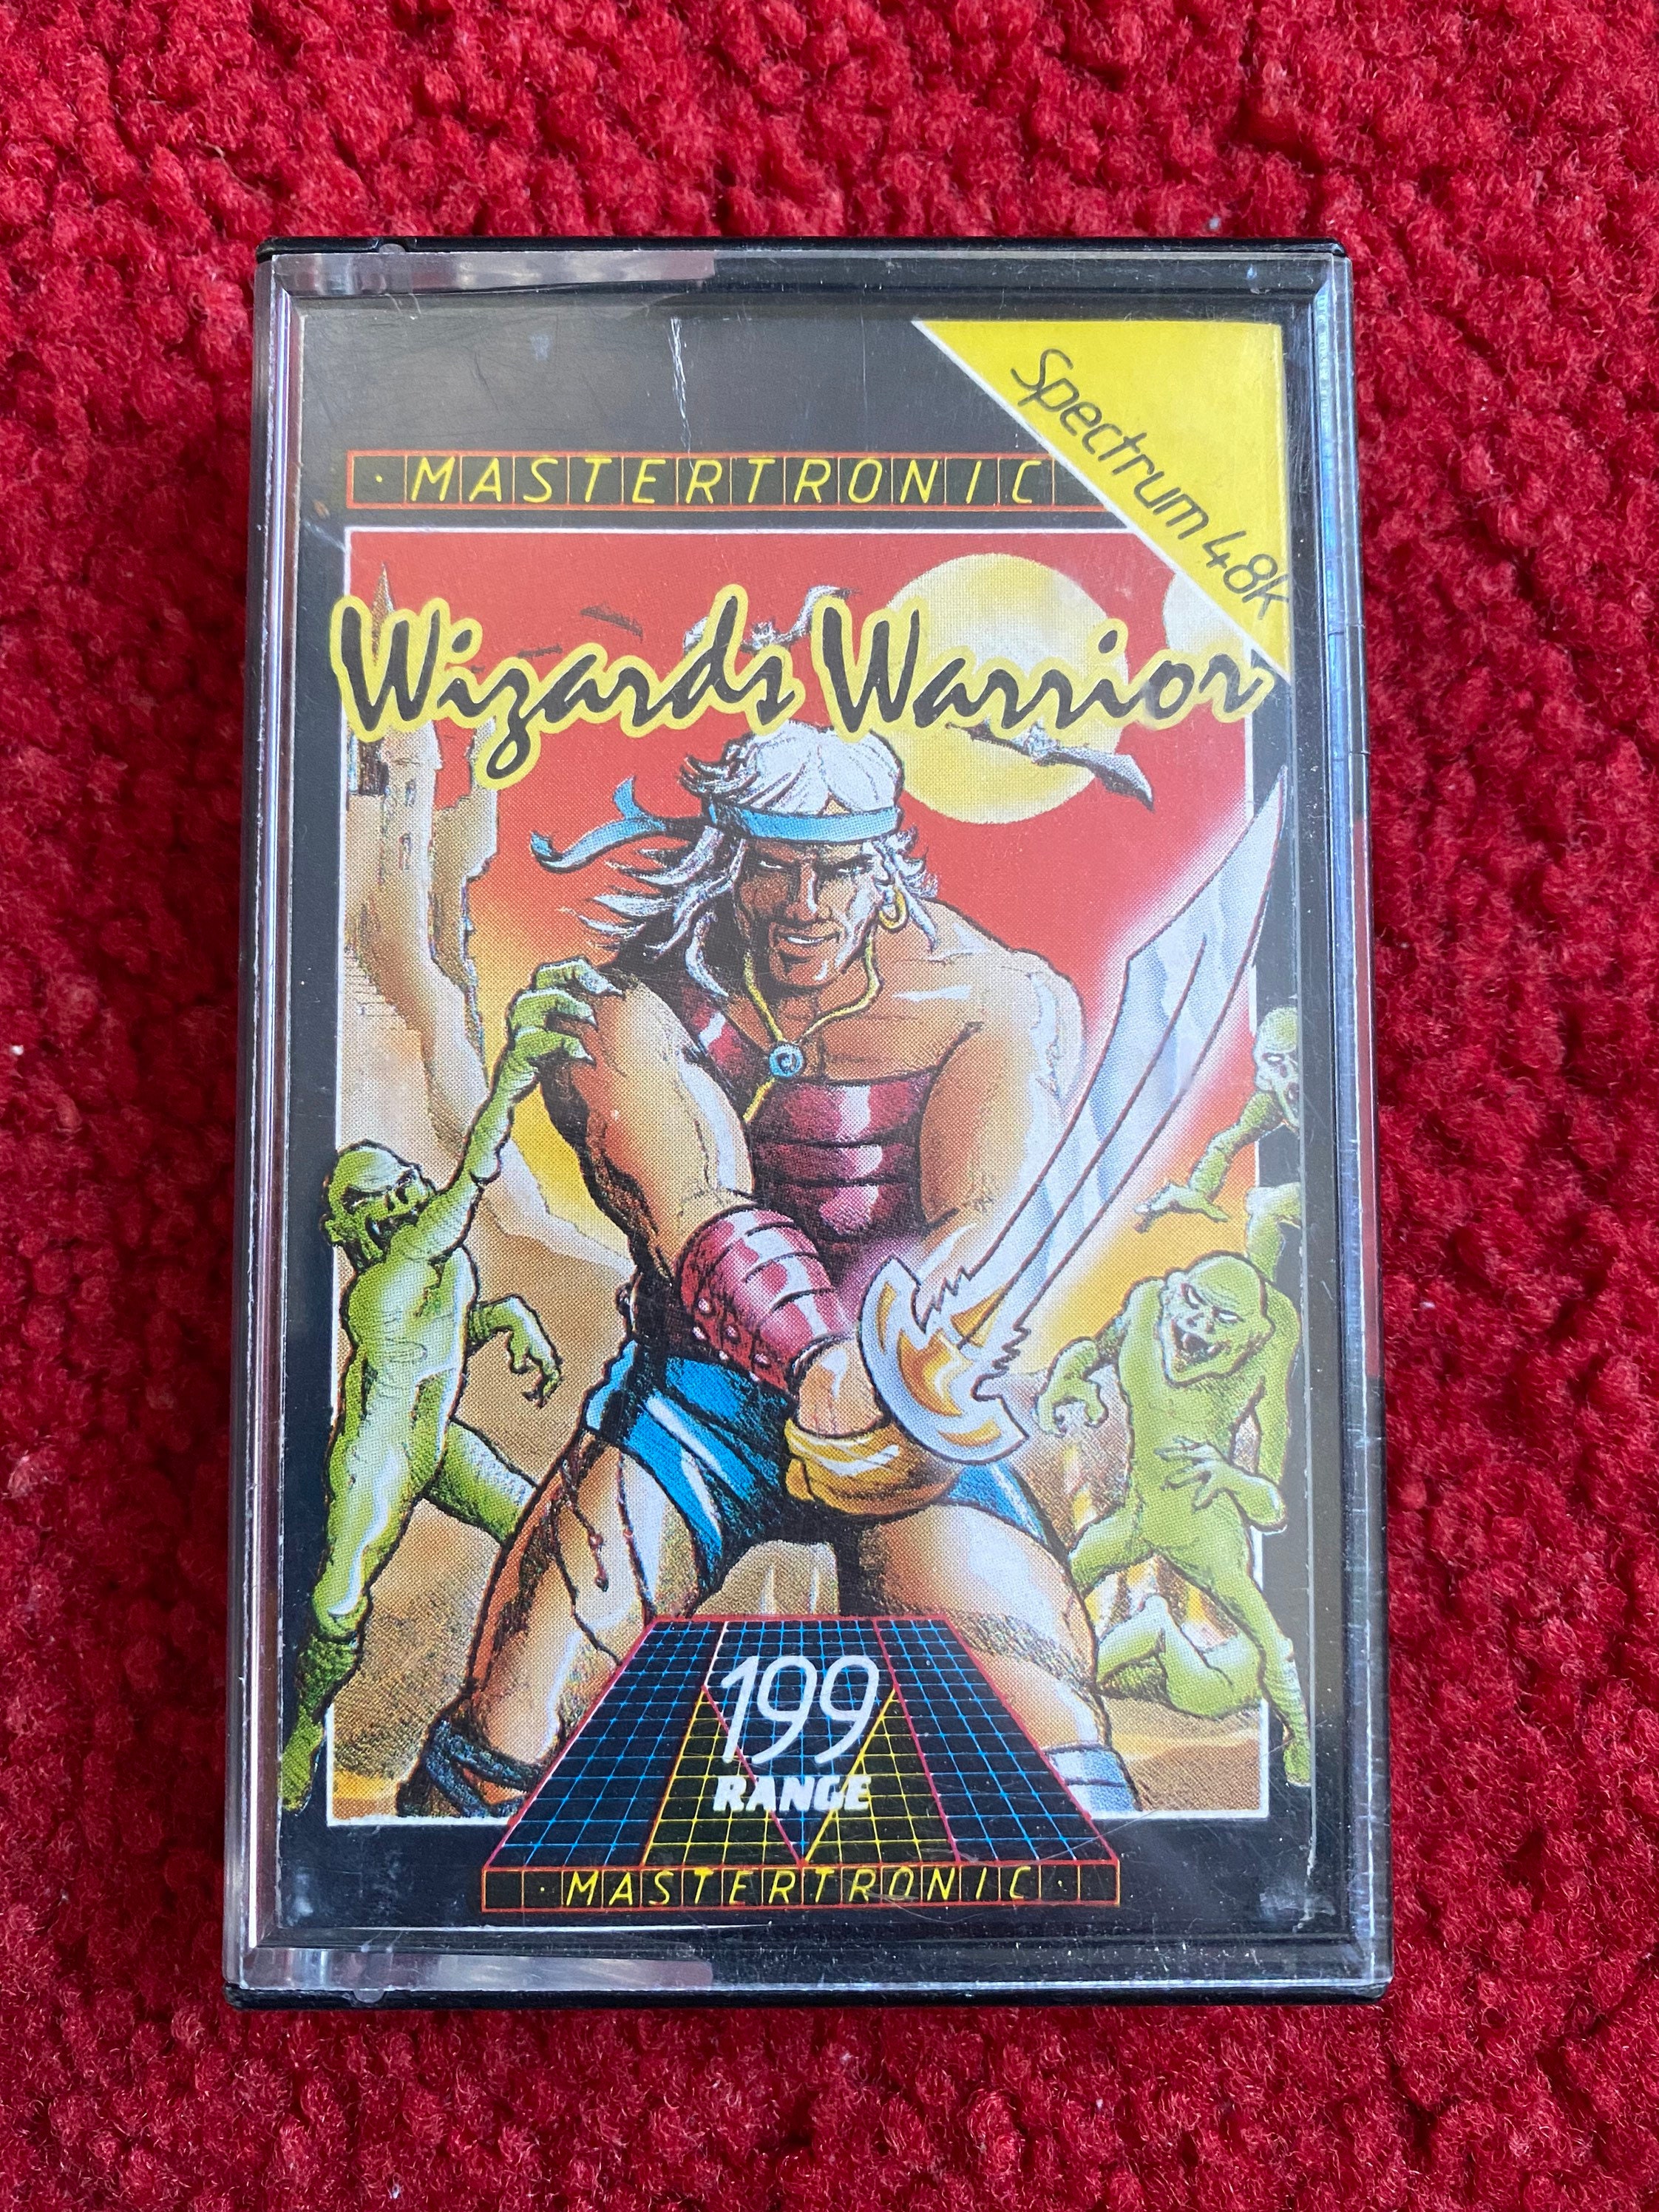 Spectrum 48K
· MASTERTRONIC
Wizards Warrior
199
RANGE
· MASTERTRONIC ·